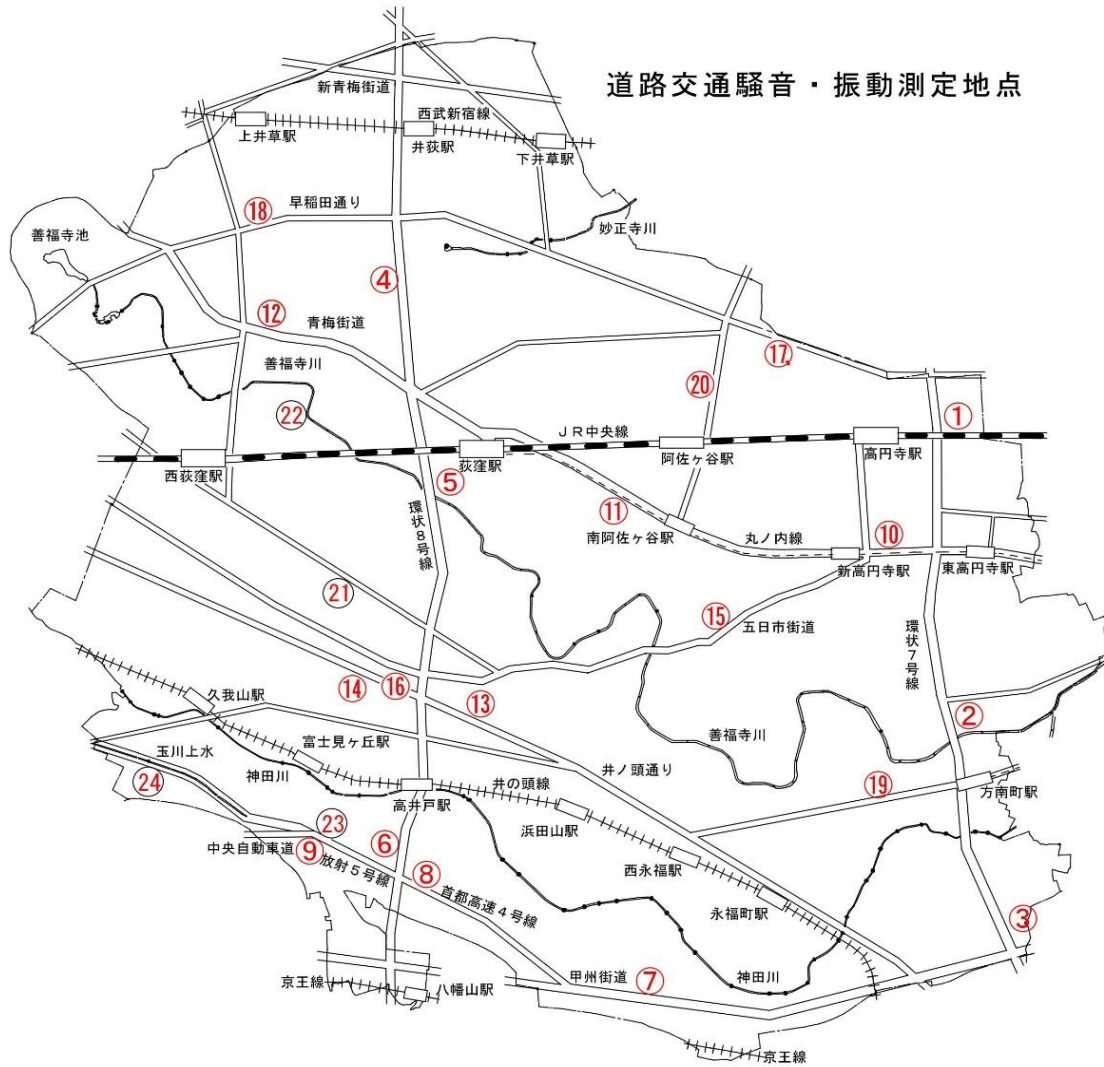 道路交通騒音・振動測定地点
新青梅街道
西武新宿線
上井草駅
井荻駅
下井草駅
⑱
早稲田通り
妙正寺川
善福寺池
④
⑫
青梅街道
善福寺川
⑰
⑳
㉒
①
JR中央線
西荻窪駅
荻窪駅
阿佐ヶ谷駅
高円寺駅
⑤
環状8号線
⑪
南阿佐ヶ谷駅
丸ノ内線
⑩
新高円寺駅
東高円寺駅
㉑
⑮
五日市街道
環状7号線
⑭
⑯
⑬
久我山駅
②
善福寺川
玉川上水
富士見ヶ丘駅
井ノ頭通り
㉔
神田川
井の頭線
⑲
方南町駅
高井戸駅
浜田山駅
㉓
中央自動車道
⑨
放射5号線
⑥
⑧
首都高速4号線
西永福駅
永福町駅
③
甲州街道
⑦
神田川
京王線
八幡山駅
京王線